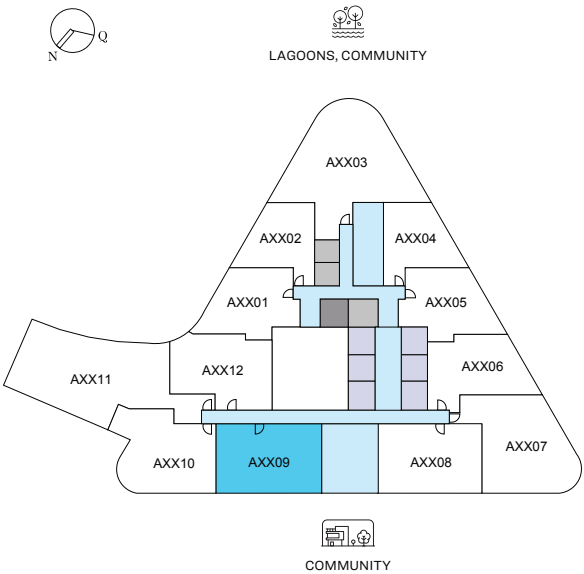 N
Q
LAGOONS, COMMUNITY
AXX03
AXX02
AXX04
AXX01
AXX05
AXX12
AXX06
AXX11
AXX07
AXX10
AXX09
AXX08
COMMUNITY